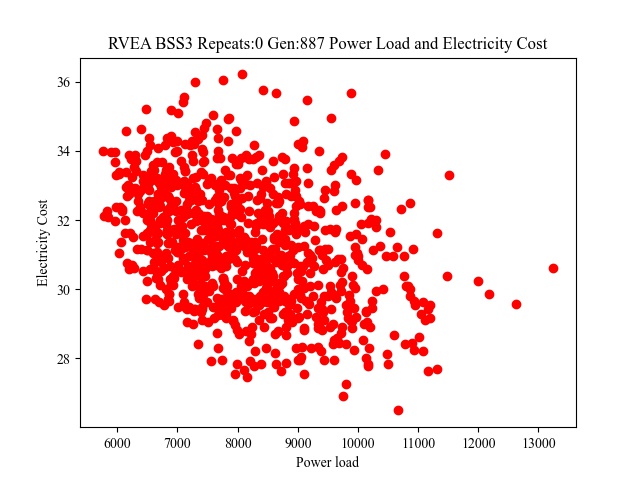 RVEA BSS3 Repeats:0 Gen:887 Power Load and Electricity Cost
36
34
32
30
28
Electricity Cost
6000 7000 8000 9000 10000 11000 12000 13000
Power load